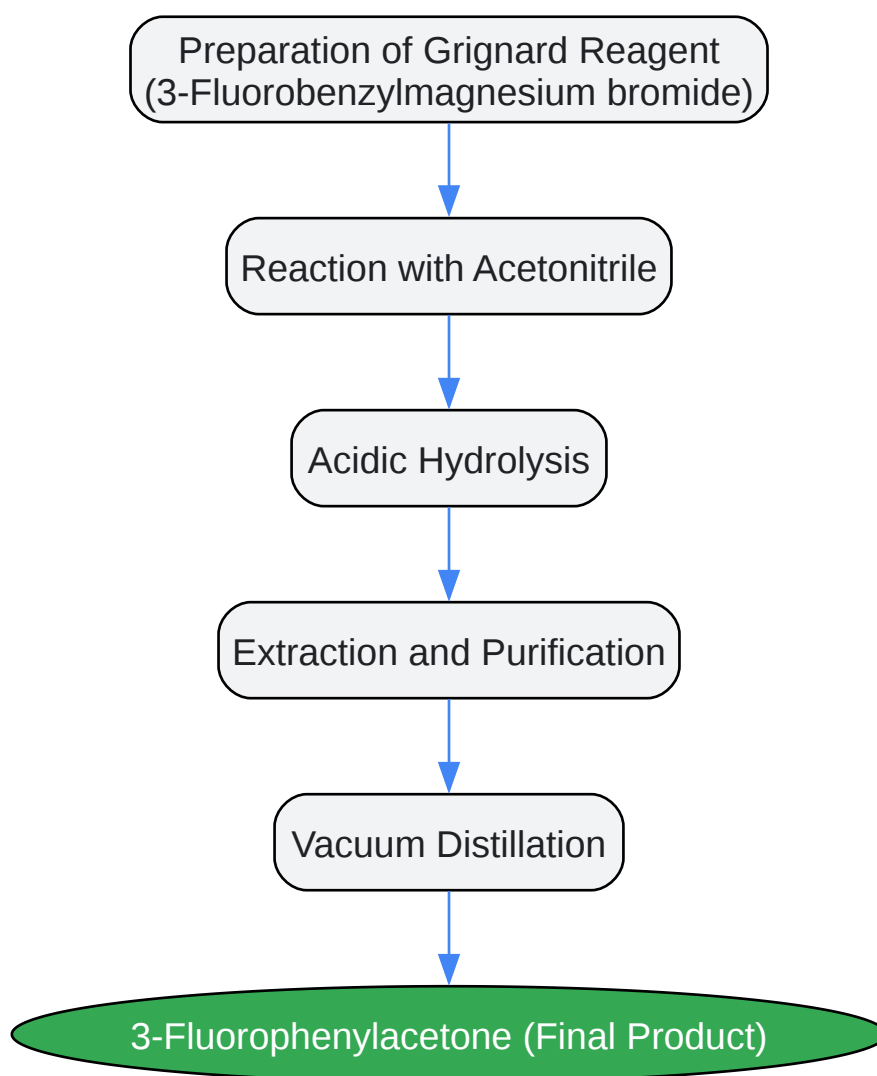 Preparation of Grignard Reagent
(3-Fluorobenzylmagnesium bromide)
Reaction with Acetonitrile
Acidic Hydrolysis
Extraction and Purification
Vacuum Distillation
3-Fluorophenylacetone (Final Product)